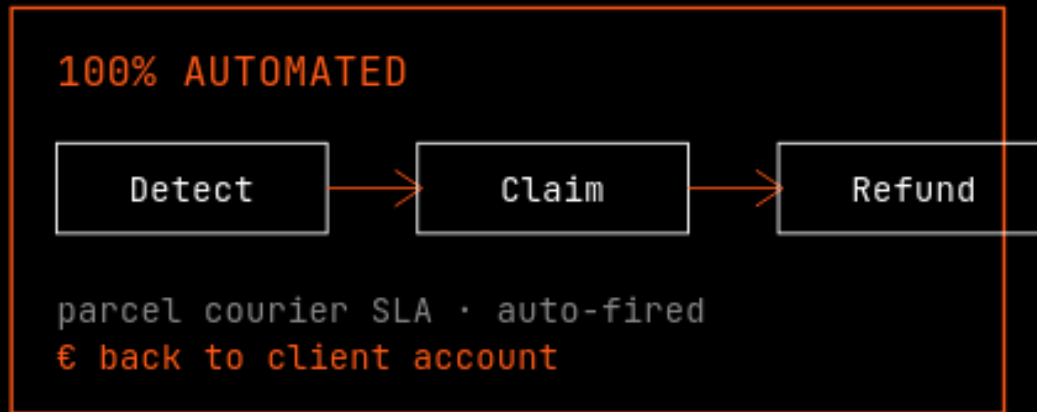 100% AUTOMATED
Detect Claim Refund
parcel courier SLA · auto-fired
€ back to client account